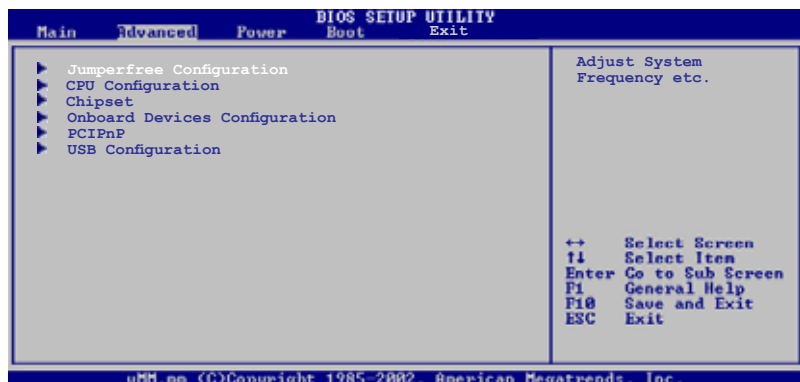 BIOS SETUP UTILITY
Main Advanced Power Boot Exit
Jumperfree Configuration
CPU Configuration
Chipset
Onboard Devices Configuration
PCIPnP
USB Configuration
Adjust System
Frequency etc.
↔ Select Screen
↑↓ Select Item
Enter Go to Sub Screen
F1 General Help
F10 Save and Exit
ESC Exit
vMM.mm (C)Copyright 1985-2002, American Megatrends, Inc.